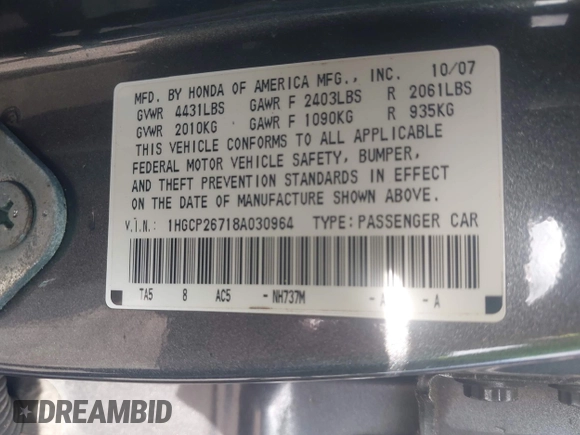 MFD. BY HONDA OF AMERICA MFG., INC. 10/07
GVWR 4431LBS GAWR F 2403LBS R 2061LBS
GVWR 2010KG GAWR F 1090KG R 935KG
THIS VEHICLE CONFORMS TO ALL APPLICABLE
FEDERAL MOTOR VEHICLE SAFETY, BUMPER,
AND THEFT PREVENTION STANDARDS IN EFFECT
ON THE DATE OF MANUFACTURE SHOWN ABOVE.
V.I.N.: 1HGCP26718A030964 TYPE: PASSENGER CAR
TA5 8 AC5 - NH737M - A - A
DREAMBID